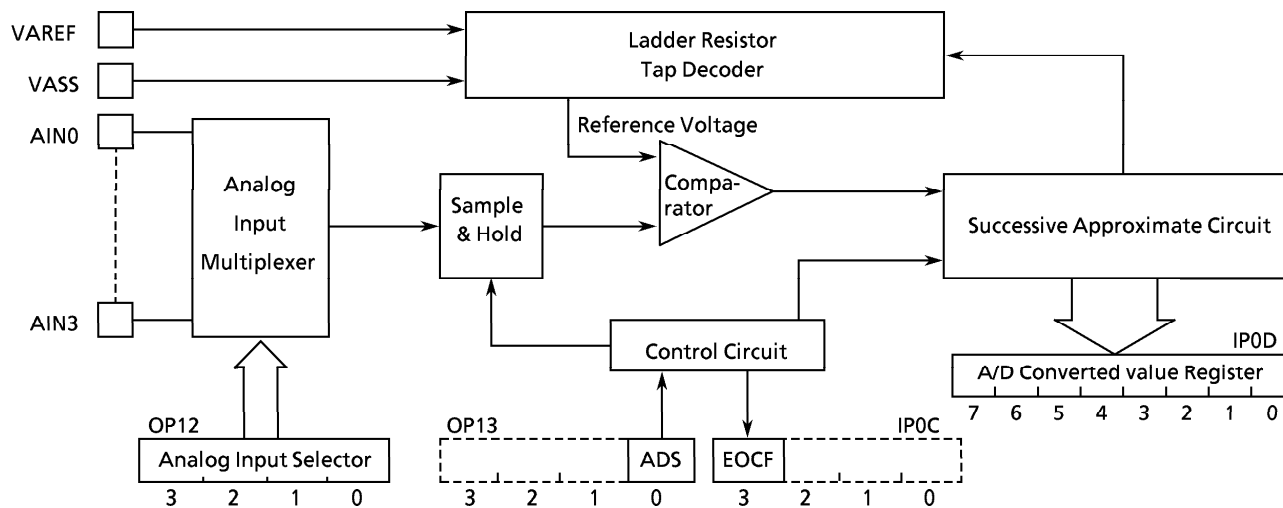 VAREF
Ladder Resistor
Tap Decoder
VASS
AIN0
Reference Voltage
Analog
Input
Multiplexer
Sample
& Hold
Compa-
rator
Successive Approximate Circuit
AIN3
Control Circuit
IP0D
A/D Converted value Register
7 6 5 4 3 2 1 0
OP12
Analog Input Selector
3 2 1 0
OP13
ADS
3 2 1 0
IP0C
EOCF
3 2 1 0